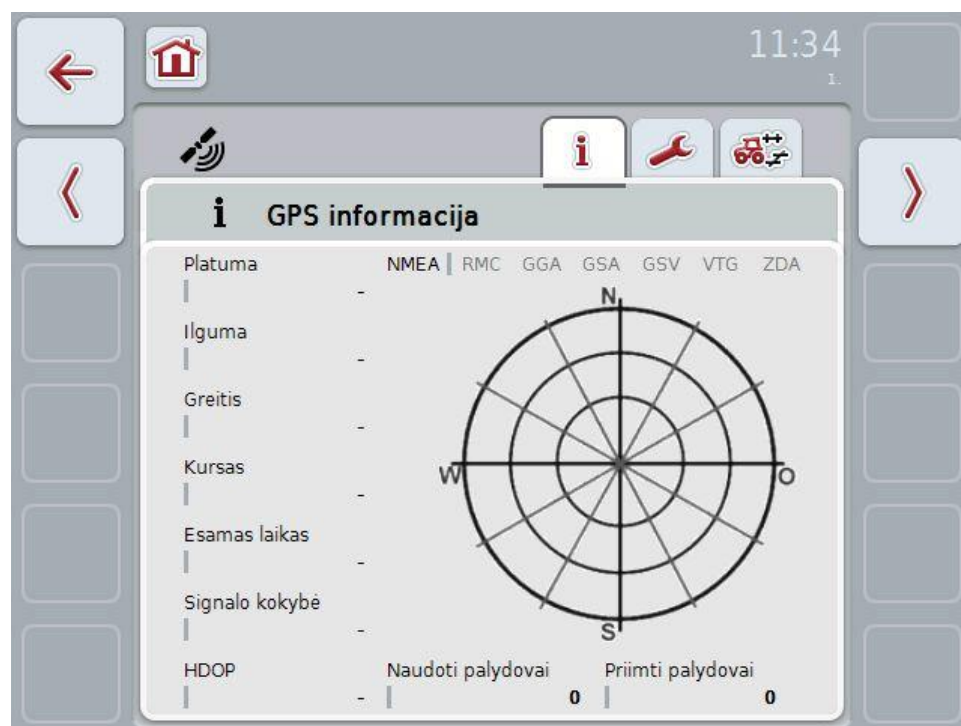 11:34
1.
i
i GPS informacija
Platuma
-
NMEA RMC GGA GSA GSV VTG ZDA
Ilguma
-
Greitis
-
Kursas
-
Esamas laikas
-
Signalo kokybė
-
N
W
O
S
HDOP
-
Naudoti palydovai
0
Priimti palydovai
0